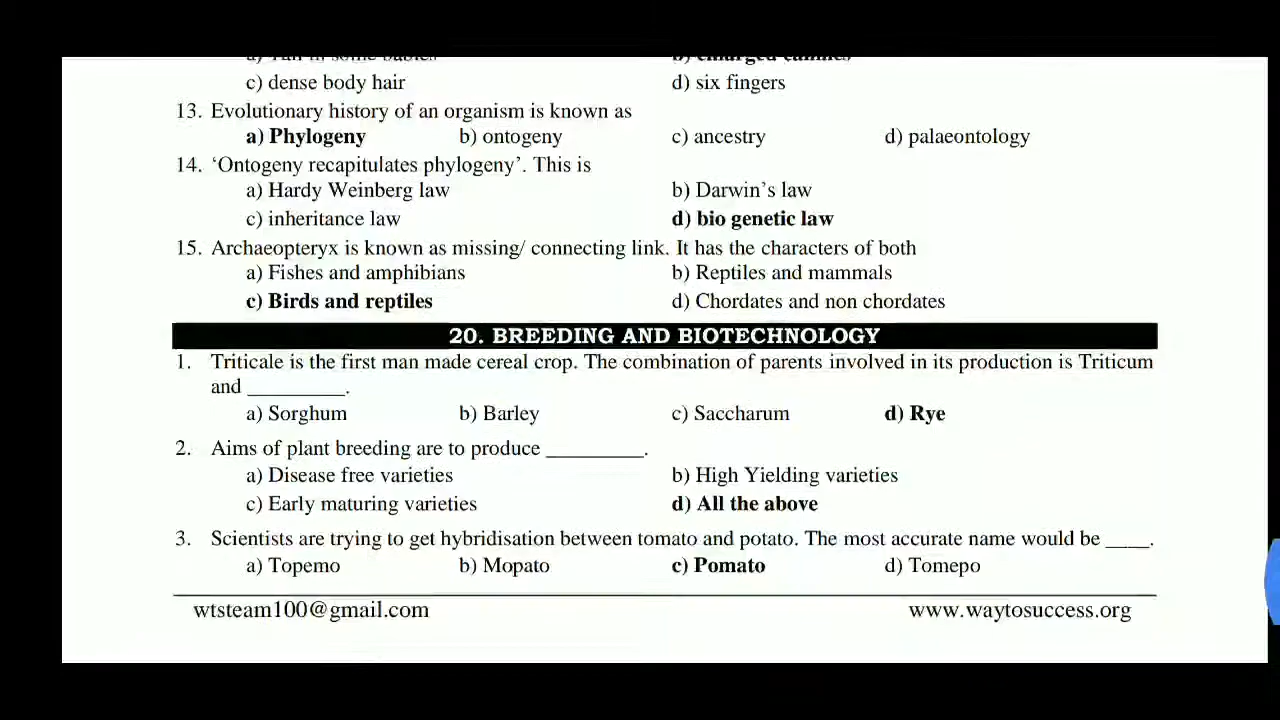 c) dense body hair d) six fingers
13. Evolutionary history of an organism is known as
a) Phylogeny b) ontogeny c) ancestry d) palaeontology
14. ‘Ontogeny recapitulates phylogeny’. This is
a) Hardy Weinberg law b) Darwin’s law
c) inheritance law d) bio genetic law
15. Archaeopteryx is known as missing/ connecting link. It has the characters of both
a) Fishes and amphibians b) Reptiles and mammals
c) Birds and reptiles d) Chordates and non chordates
20. BREEDING AND BIOTECHNOLOGY
1. Triticale is the first man made cereal crop. The combination of parents involved in its production is Triticum
and _________.
a) Sorghum b) Barley c) Saccharum d) Rye
2. Aims of plant breeding are to produce _________.
a) Disease free varieties b) High Yielding varieties
c) Early maturing varieties d) All the above
3. Scientists are trying to get hybridisation between tomato and potato. The most accurate name would be ____.
a) Topemo b) Mopato c) Pomato d) Tomepo
wtsteam100@gmail.com www.waytosuccess.org